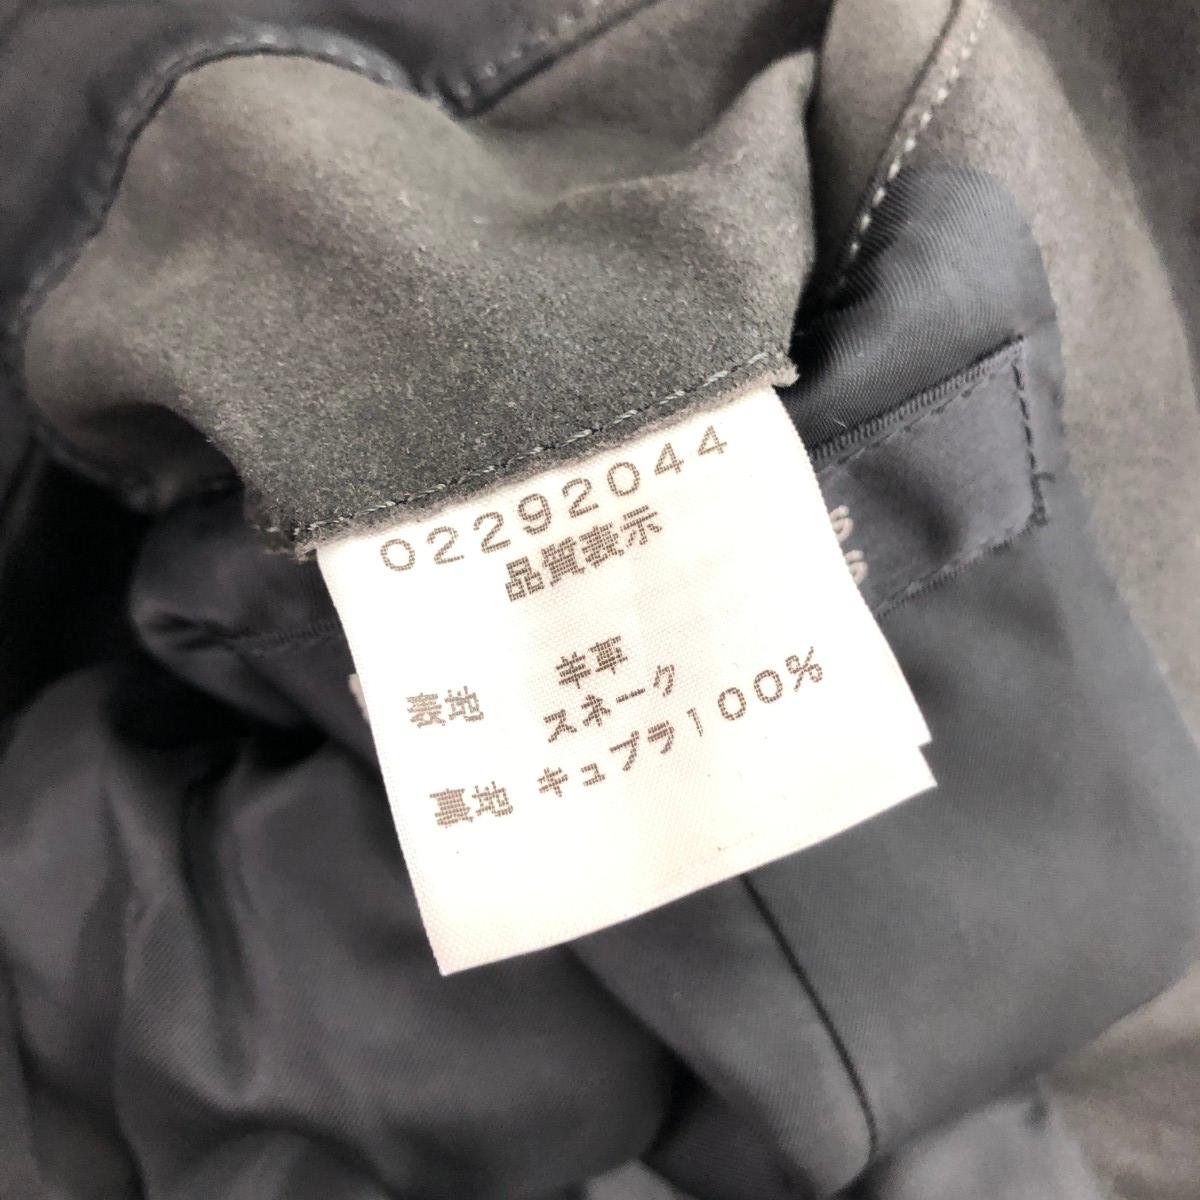 02292044
品質表示
羊革
表地 スネーク
裏地 キュプラ100%